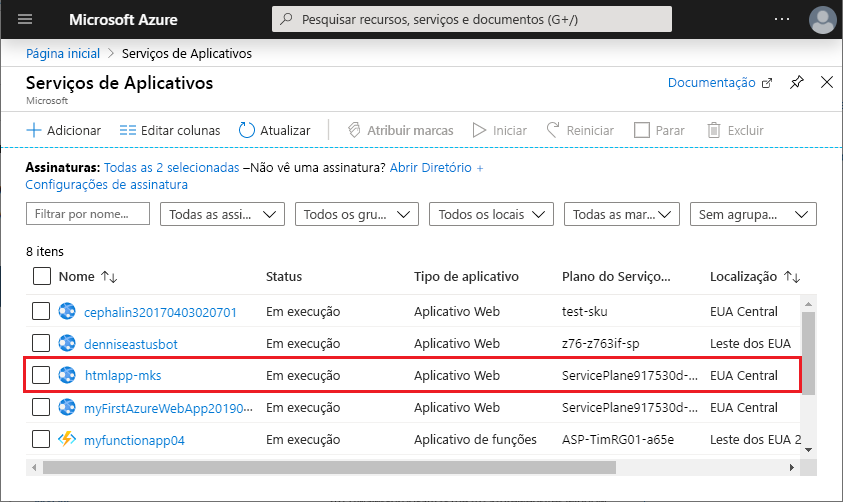 Microsoft Azure
Pesquisar recursos, serviços e documentos (G+/)
Página inicial > Serviços de Aplicativos
Serviços de Aplicativos
Microsoft
Documentação
Adicionar Editar colunas Atualizar Atribuir marcas Iniciar Reiniciar Parar Excluir
Assinaturas: Todas as 2 selecionadas –Não vê uma assinatura? Abrir Diretório +
Configurações de assinatura
Filtrar por nome... Todas as assi... Todos os gru... Todos os locais Todas as mar... Sem agrupa...
8 itens
Nome Status Tipo de aplicativo Plano do Serviço... Localização
cephalin320170403020701 Em execução Aplicativo Web test-sku EUA Central
denniseastusbot Em execução Aplicativo Web z76-z763if-sp Leste dos EUA
htmlapp-mks Em execução Aplicativo Web ServicePlane917530d-... EUA Central
myFirstAzureWebApp20190... Em execução Aplicativo Web ServicePlane917530d-... EUA Central
myfunctionapp04 Em execução Aplicativo de funções ASP-TimRG01-a65e Leste dos EUA 2